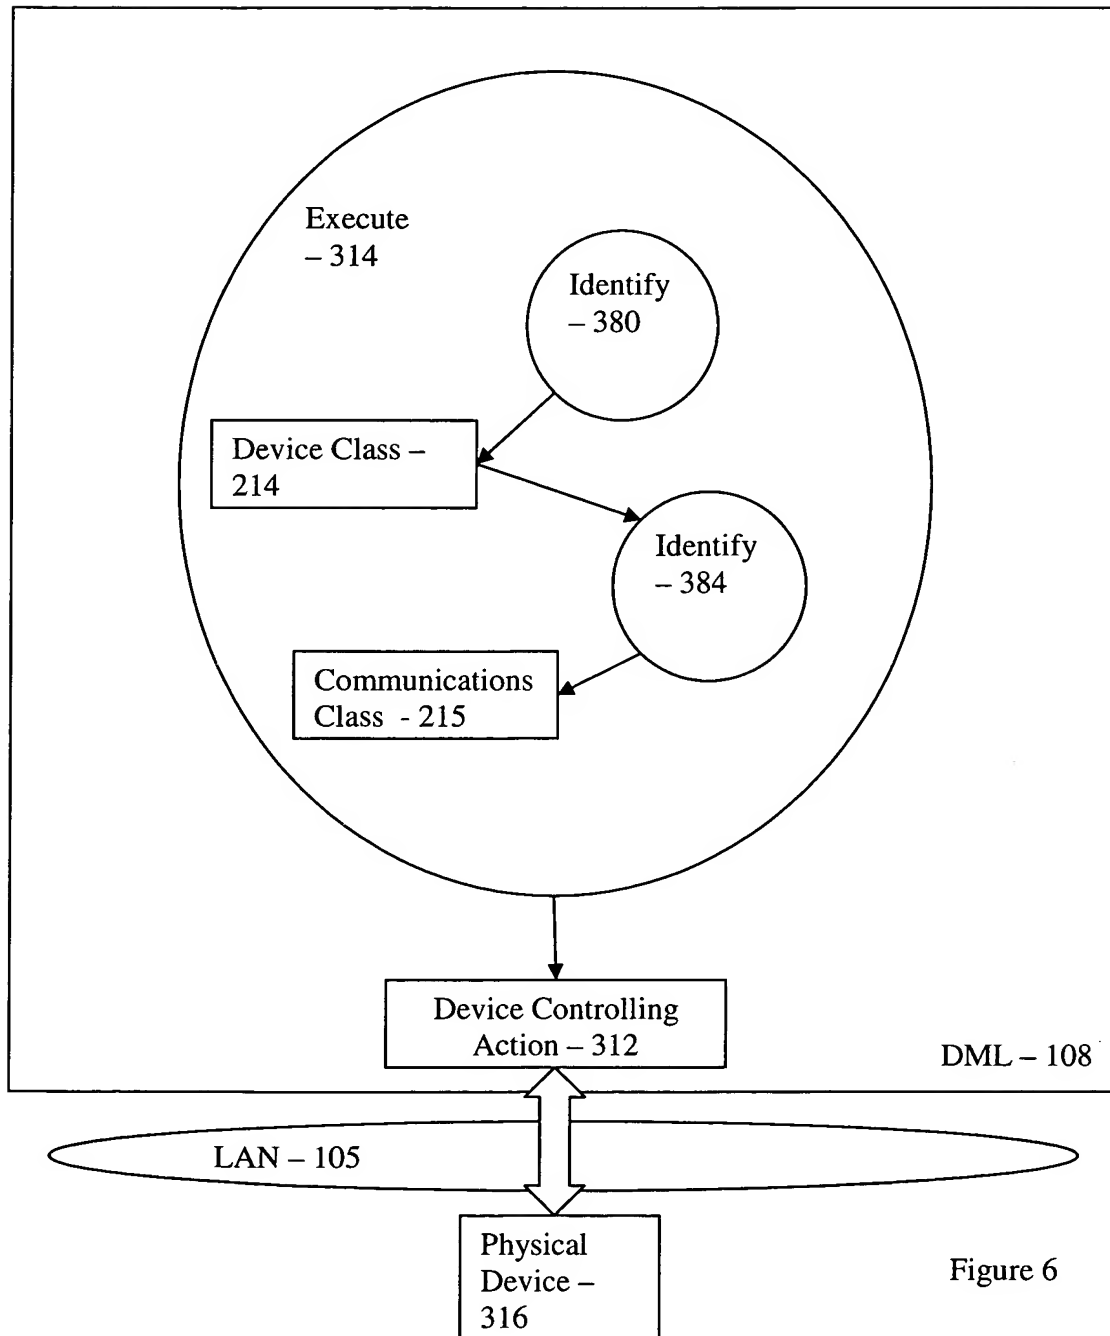 Execute
– 314
Identify
– 380
Device Class –
214
Identify
– 384
Communications
Class - 215
Device Controlling
Action – 312
DML – 108
LAN – 105
Physical
Device –
316
Figure 6